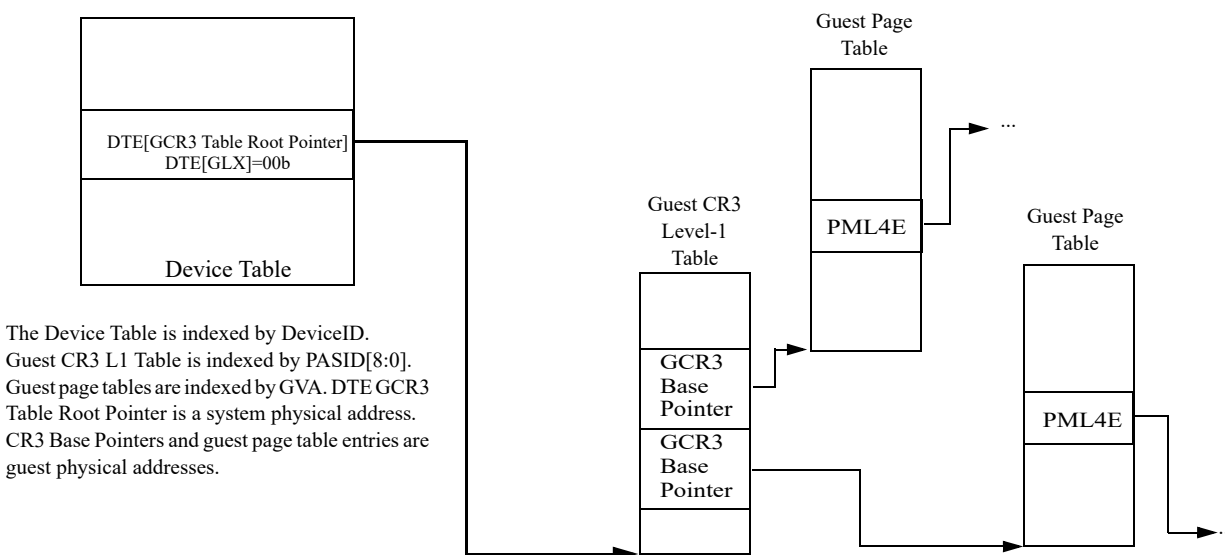 Guest Page
Table
DTE[GCR3 Table Root Pointer]
DTE[GLX]=00b
Device Table
...
PML4E
Guest CR3
Level-1
Table
Guest Page
Table
The Device Table is indexed by DeviceID.
Guest CR3 L1 Table is indexed by PASID[8:0].
Guest page tables are indexed by GVA. DTE GCR3
Table Root Pointer is a system physical address.
CR3 Base Pointers and guest page table entries are
guest physical addresses.
GCR3
Base
Pointer
GCR3
Base
Pointer
PML4E
.